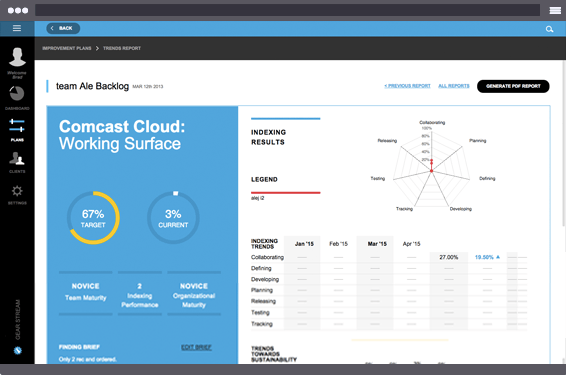 BACK
IMPROVEMENT PLANS > TRENDS REPORT
Welcome
Brad
DASHBOARD
PLANS
CLIENTS
SETTINGS
GEAR STREAM
team Ale Backlog MAR 12th 2013
< PREVIOUS REPORT ALL REPORTS GENERATE PDF REPORT
Comcast Cloud:
Working Surface
67%
TARGET
3%
CURRENT
NOVICE
Team Maturity
2
Indexing
Performance
NOVICE
Organizational
Maturity
FINDING BRIEF EDIT BRIEF
Only 2 rec and ordered.
INDEXING
RESULTS
LEGEND
alej i2
Collaborating
100%
80%
60%
40%
20%
Planning
Defining
Developing
Tracking
Testing
Releasing
INDEXING
TRENDS
Jan '15 Feb '15 Mar '15 Apr '15
Collaborating 27.00% 19.50%
Defining
Developing
Planning
Releasing
Testing
Tracking
TRENDS
TOWARDS
SUSTAINABILITY